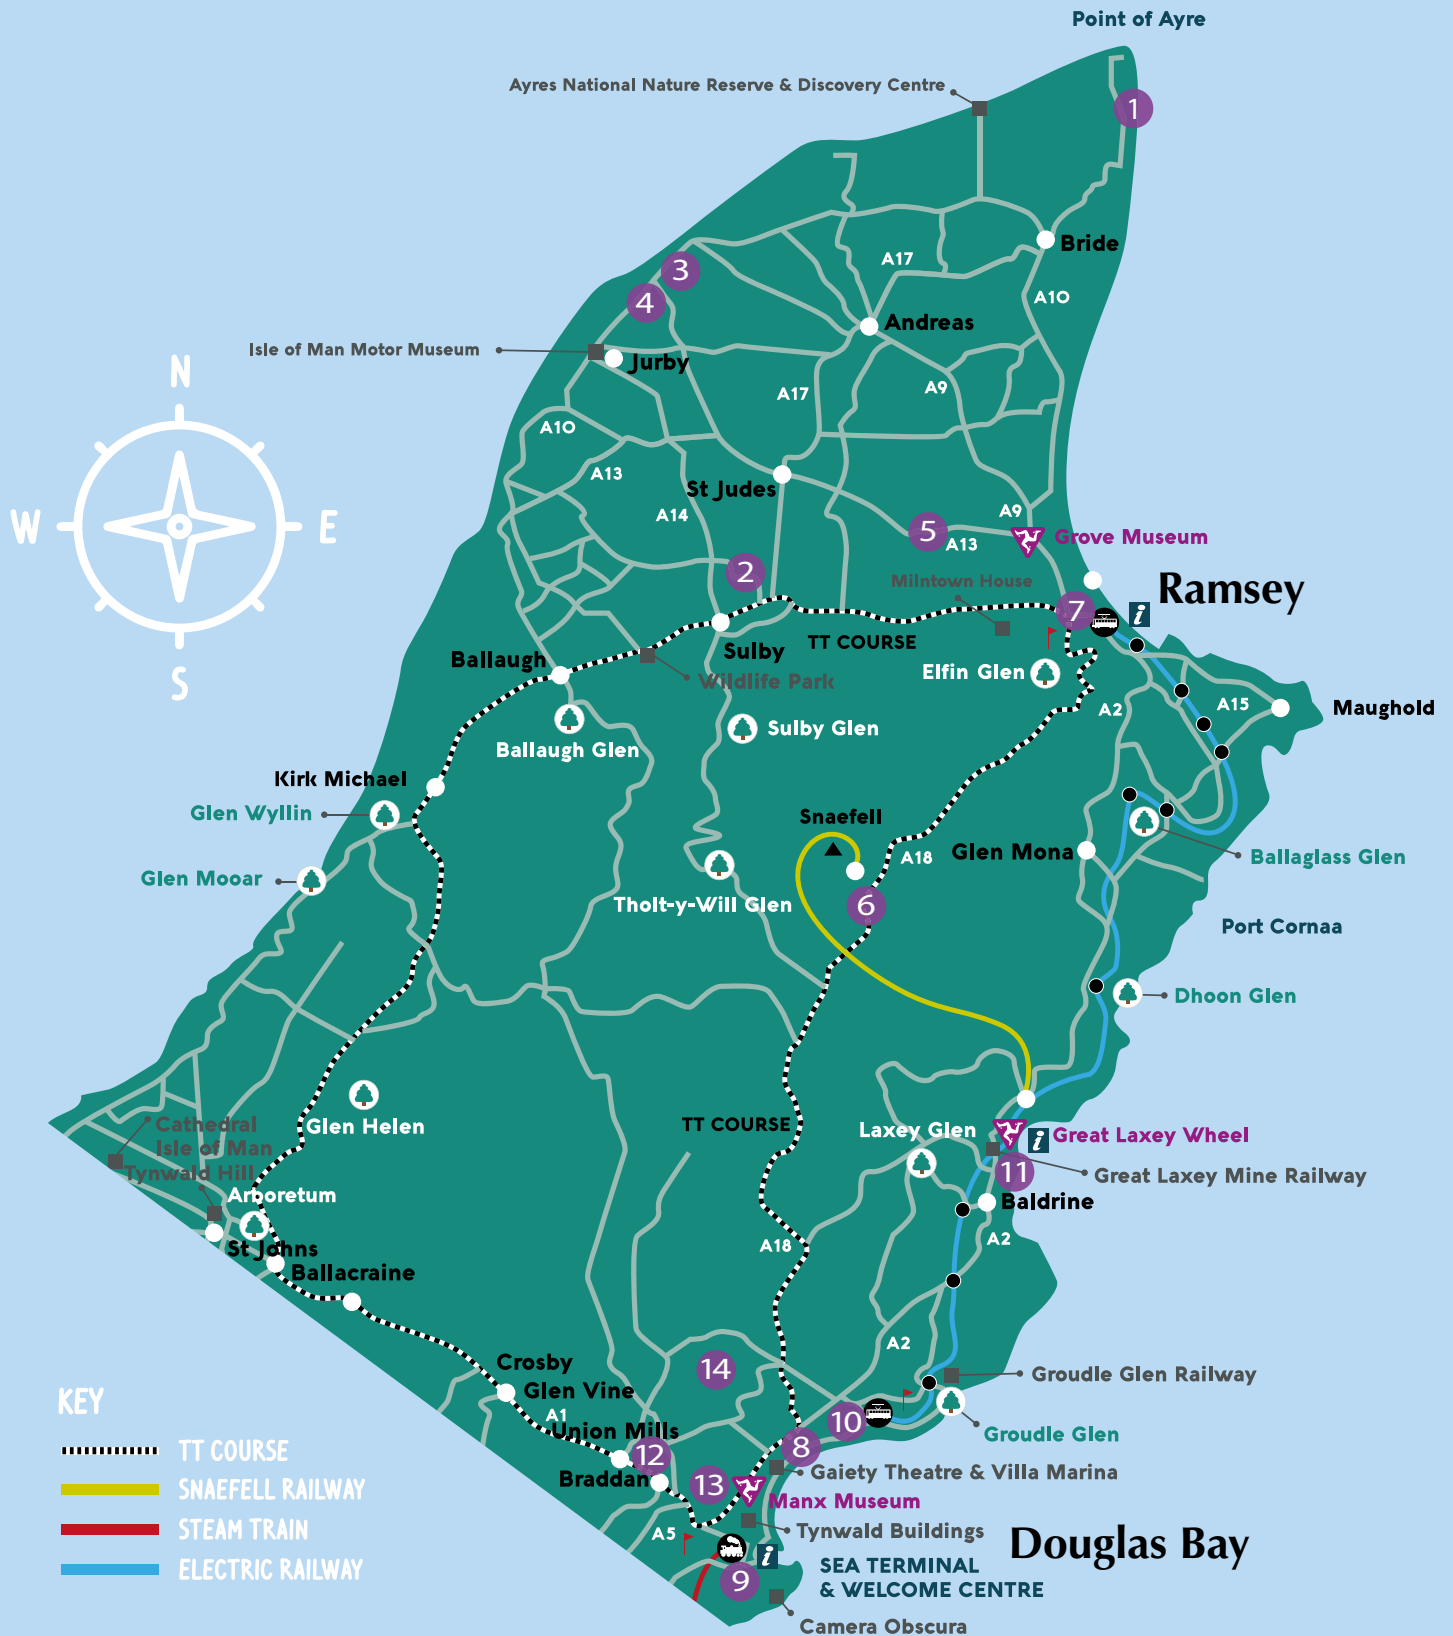 Point of Ayre
Ayres National Nature Reserve & Discovery Centre
1
Bride
A17
3
A10
4
Andreas
Isle of Man Motor Museum
Jurby
N
A17
A9
A10
A13
St Judes
A14
A9
W
E
5
A13
Grove Museum
2
Milntown House
Ramsey
7
i
TT COURSE
Sulby
Ballaugh
S
Wildlife Park
Elfin Glen
A2
A15
Maughold
Sulby Glen
Ballaugh Glen
Kirk Michael
Glen Wyllin
Snaefell
A18
Glen Mona
Ballaglass Glen
Glen Mooar
Tholt-y-Will Glen
6
Port Cornaa
Dhoon Glen
Cathedral
Isle of Man
Tynwald Hill
Glen Helen
TT COURSE
Laxey Glen
i
Great Laxey Wheel
11
Great Laxey Mine Railway
Arboretum
Baldrine
St Johns
A18
A2
Ballacraine
A2
Crosby
Glen Vine
14
Groudle Glen Railway
A1
Union Mills
10
Groudle Glen
12
8
Braddan
13
Gaiety Theatre & Villa Marina
Manx Museum
A5
Tynwald Buildings
Douglas Bay
i
SEA TERMINAL
& WELCOME CENTRE
9
Camera Obscura
KEY
TT COURSE
SNAEFELL RAILWAY
STEAM TRAIN
ELECTRIC RAILWAY